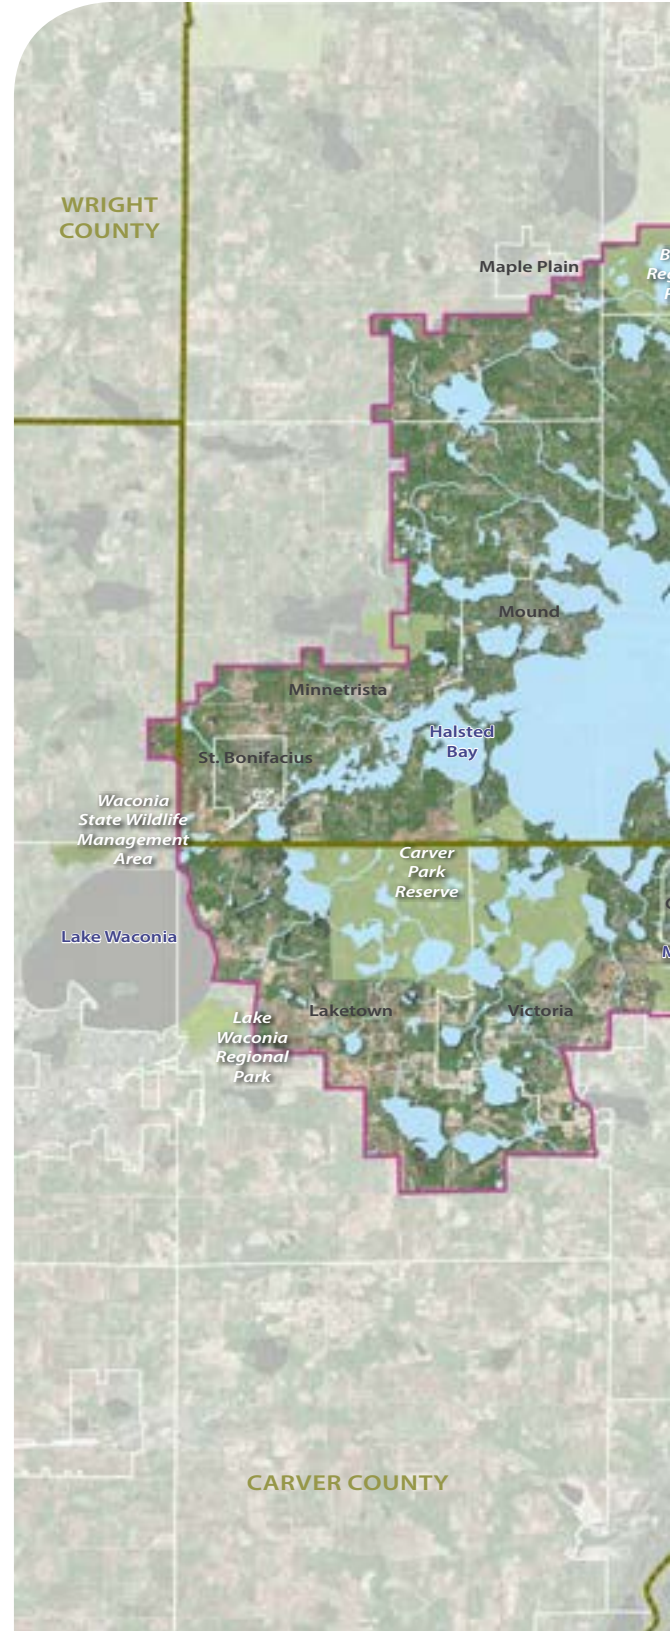 WRIGHT
COUNTY
Maple Plain
Mound
Minnetrista
Halsted
Bay
St. Bonifacius
Waconia
State Wildlife
Management
Area
Carver
Park
Reserve
Lake Waconia
Lake
Waconia
Regional
Park
Laketown
Victoria
CARVER COUNTY